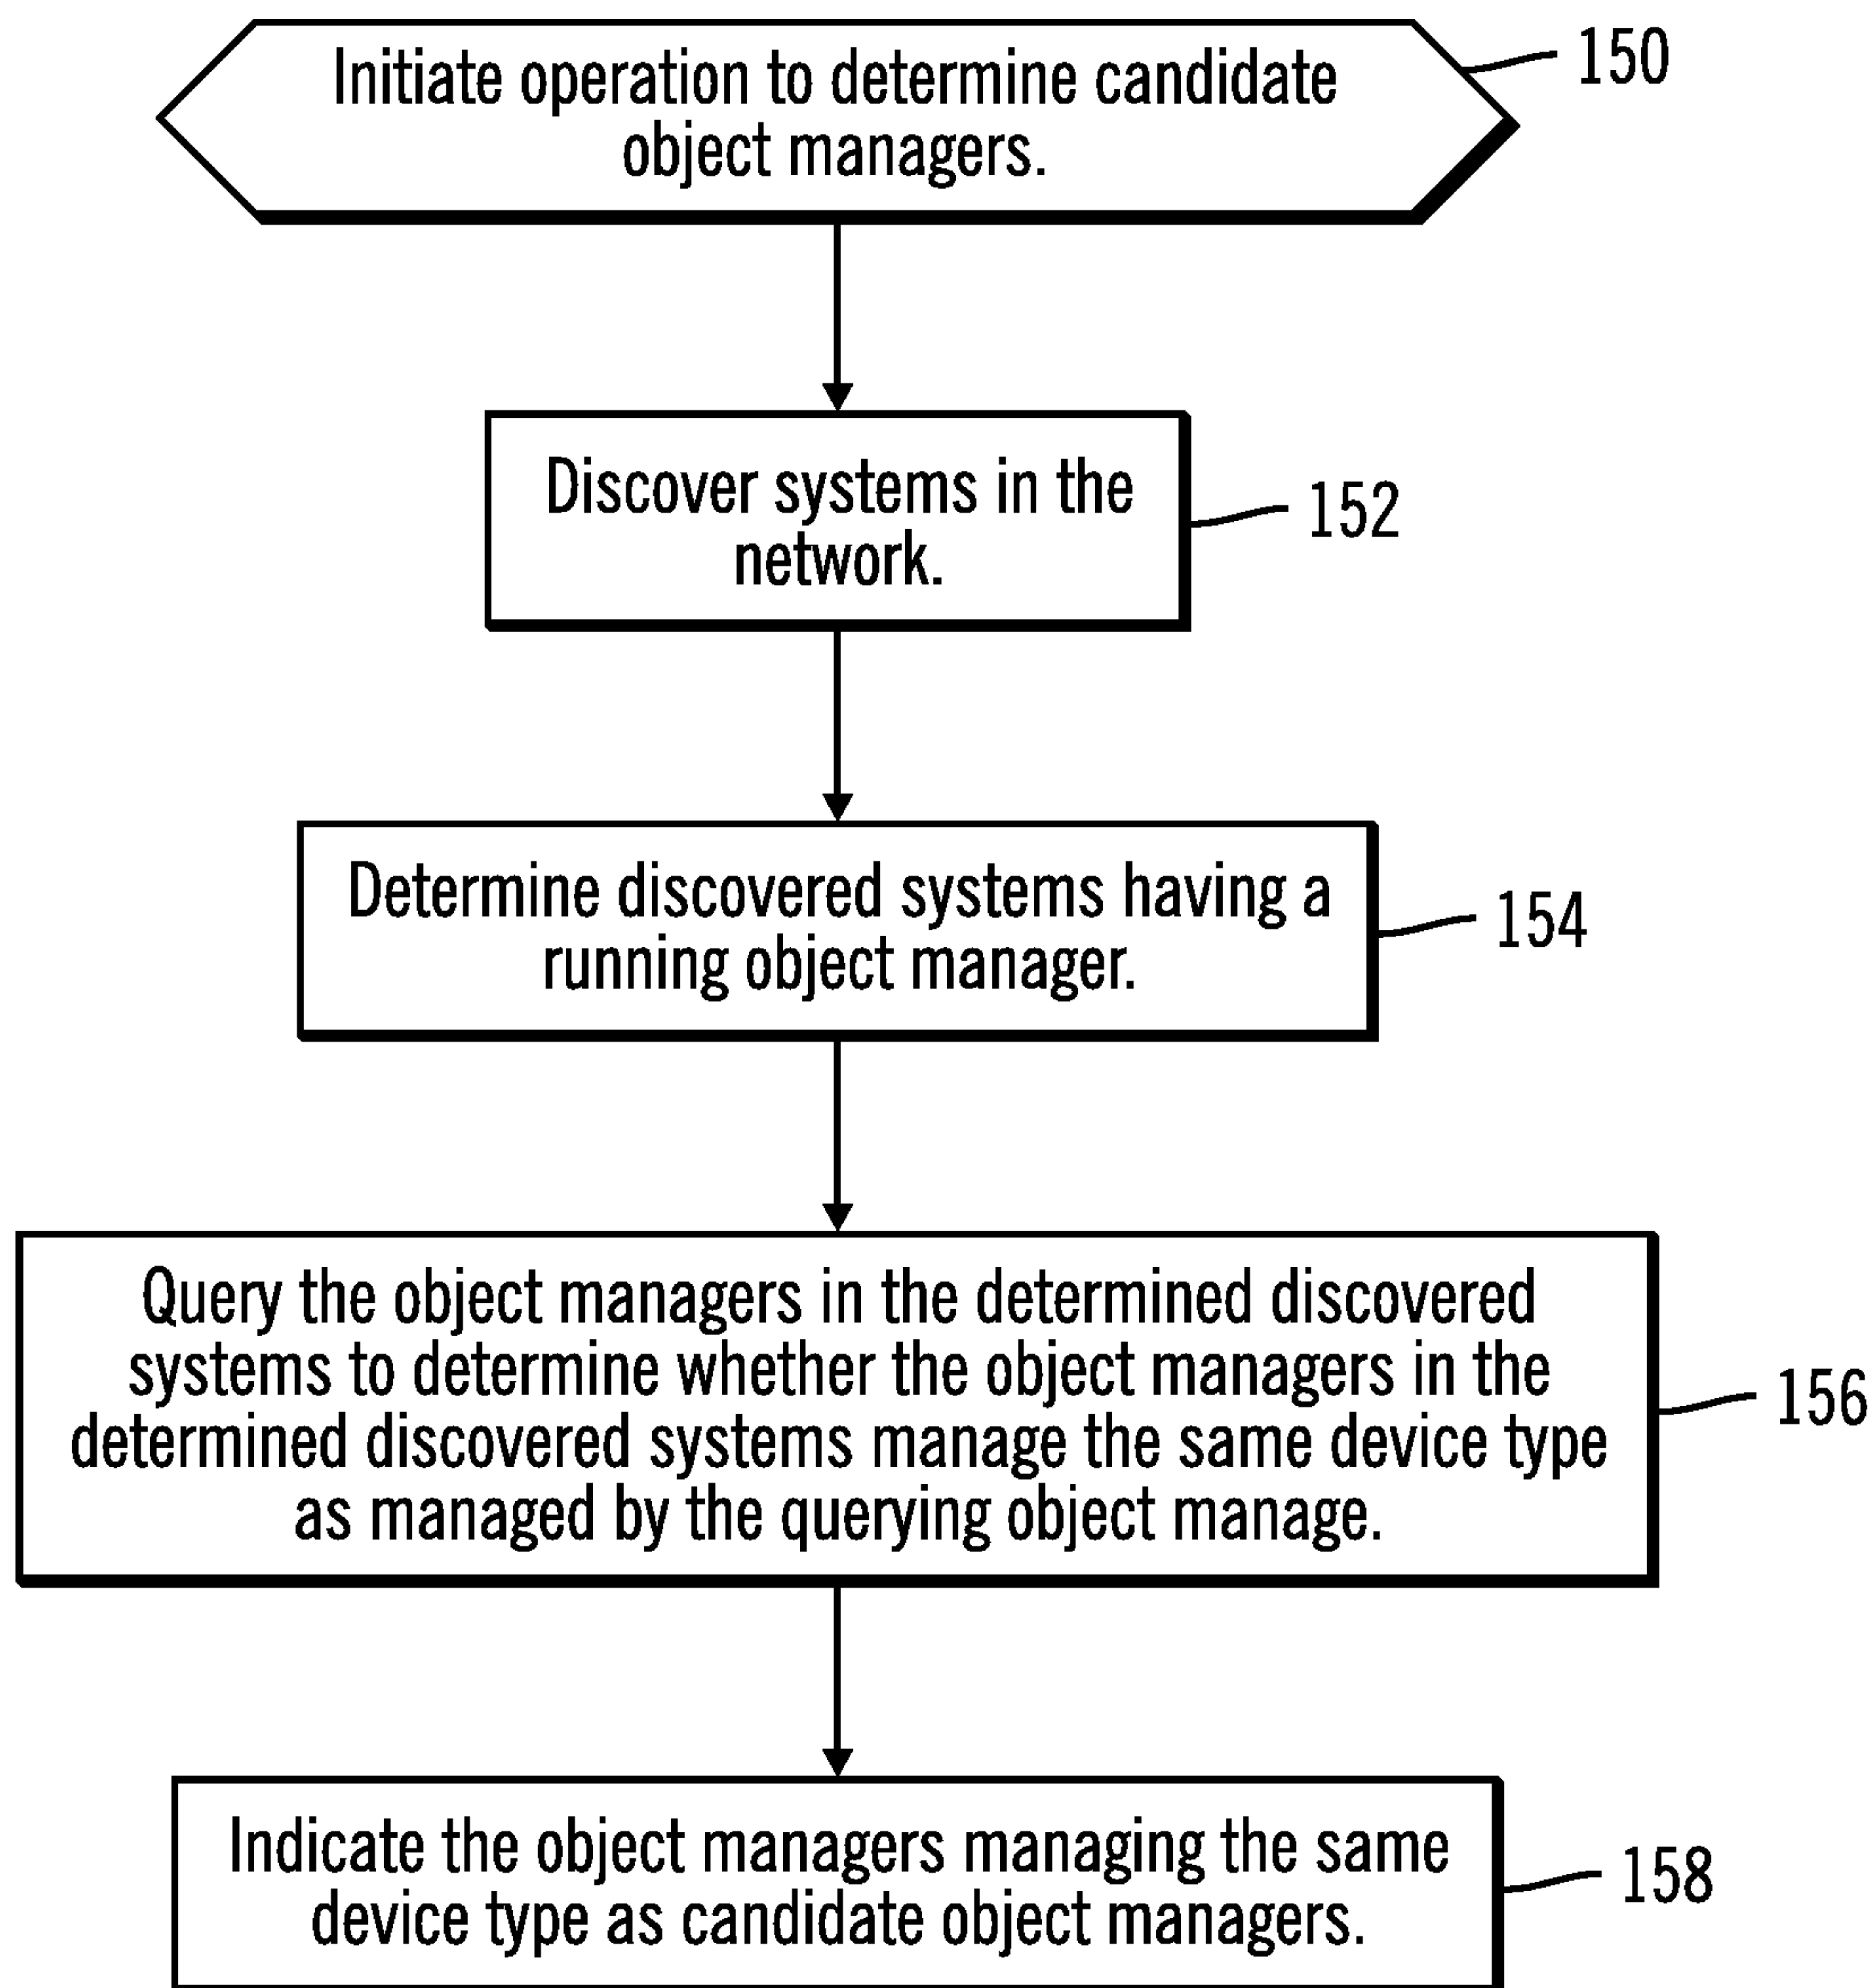 Initiate operation to determine candidate
object managers.
150
Discover systems in the
network.
152
Determine discovered systems having a
running object manager.
154
Query the object managers in the determined discovered
systems to determine whether the object managers in the
determined discovered systems manage the same device type
as managed by the querying object manage.
156
Indicate the object managers managing the same
device type as candidate object managers.
158